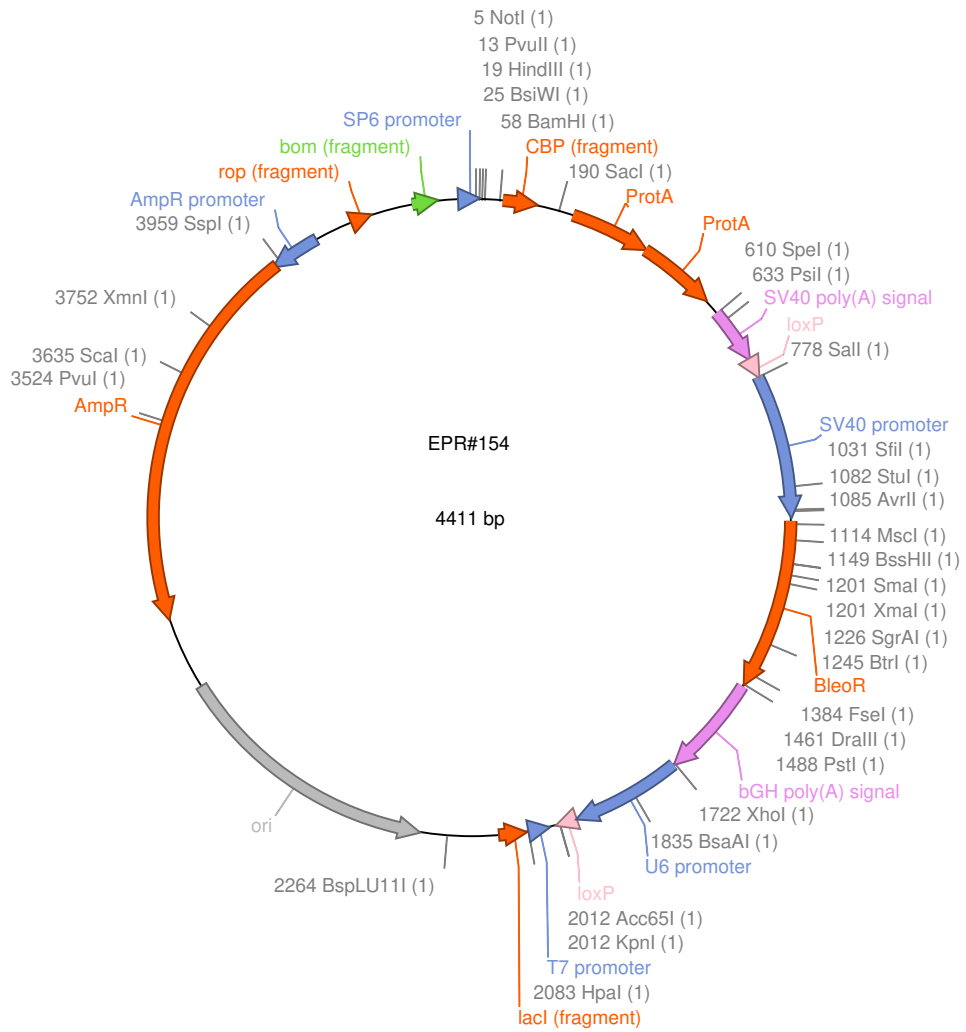 5 NotI (1)
13 PvuII (1)
19 HindIII (1)
25 BsiWI (1)
58 BamHI (1)
SP6 promoter
CBP (fragment)
bom (fragment)
190 SacI (1)
rop (fragment)
ProtA
AmpR promoter
ProtA
3959 SspI (1)
610 SpeI (1)
633 PsiI (1)
SV40 poly(A) signal
3752 XmnI (1)
loxP
778 SalI (1)
3635 ScaI (1)
3524 PvuI (1)
AmpR
SV40 promoter
EPR#154
1031 SfiI (1)
1082 StuI (1)
1085 AvrII (1)
4411 bp
1114 MscI (1)
1149 BssHII (1)
1201 SmaI (1)
1201 XmaI (1)
1226 SgrAI (1)
1245 BtrI (1)
BleoR
1384 FseI (1)
1461 DraIII (1)
1488 PstI (1)
bGH poly(A) signal
1722 XhoI (1)
ori
1835 BsaAI (1)
U6 promoter
2264 BspLU11I (1)
loxP
2012 Acc65I (1)
2012 KpnI (1)
T7 promoter
2083 HpaI (1)
lacI (fragment)